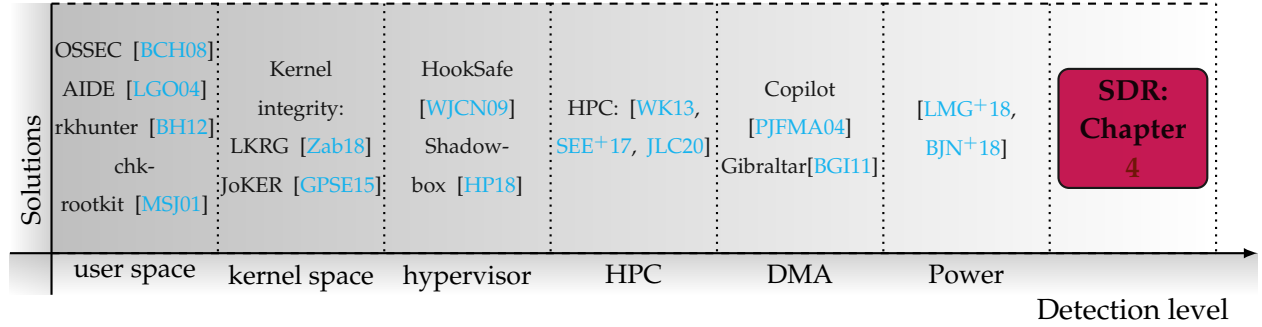 Solutions
OSSEC [BCH08]
AIDE [LGO04]
rkhunter [BH12]
chk-
rootkit [MSJ01]
Kernel
integrity:
LKRG [Zab18]
JoKER [GPSE15]
HookSafe
[WJCN09]
Shadow-
box [HP18]
HPC: [WK13,
SEE+17, JLC20]
Copilot
[PJFMA04]
Gibraltar[BGI11]
[LMG+18,
BJN+18]
SDR:
Chapter
4
user space
kernel space
hypervisor
HPC
DMA
Power
Detection level